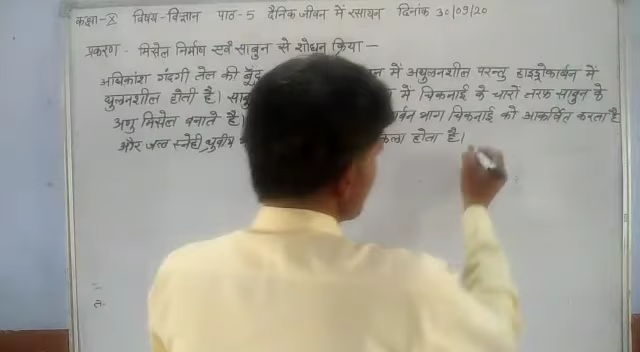 कक्षा-X विषय-विज्ञान पाठ-5 दैनिक जीवन में रसायन दिनांक 30/09/20
प्रकरण - मिसेल निर्माण एवं साबुन से शोधन क्रिया —
अधिकांश गंदगी तेल की बूँद में अघुलनशील परन्तु हाइड्रोकार्बन में
घुलनशील होती है। में चिकनाई के चारों तरफ साबुन के
अणु मिसेल बनाते है। भाग चिकनाई को आकर्षित करता है
और जल स्नेही ध्रुवीय कला होता है।